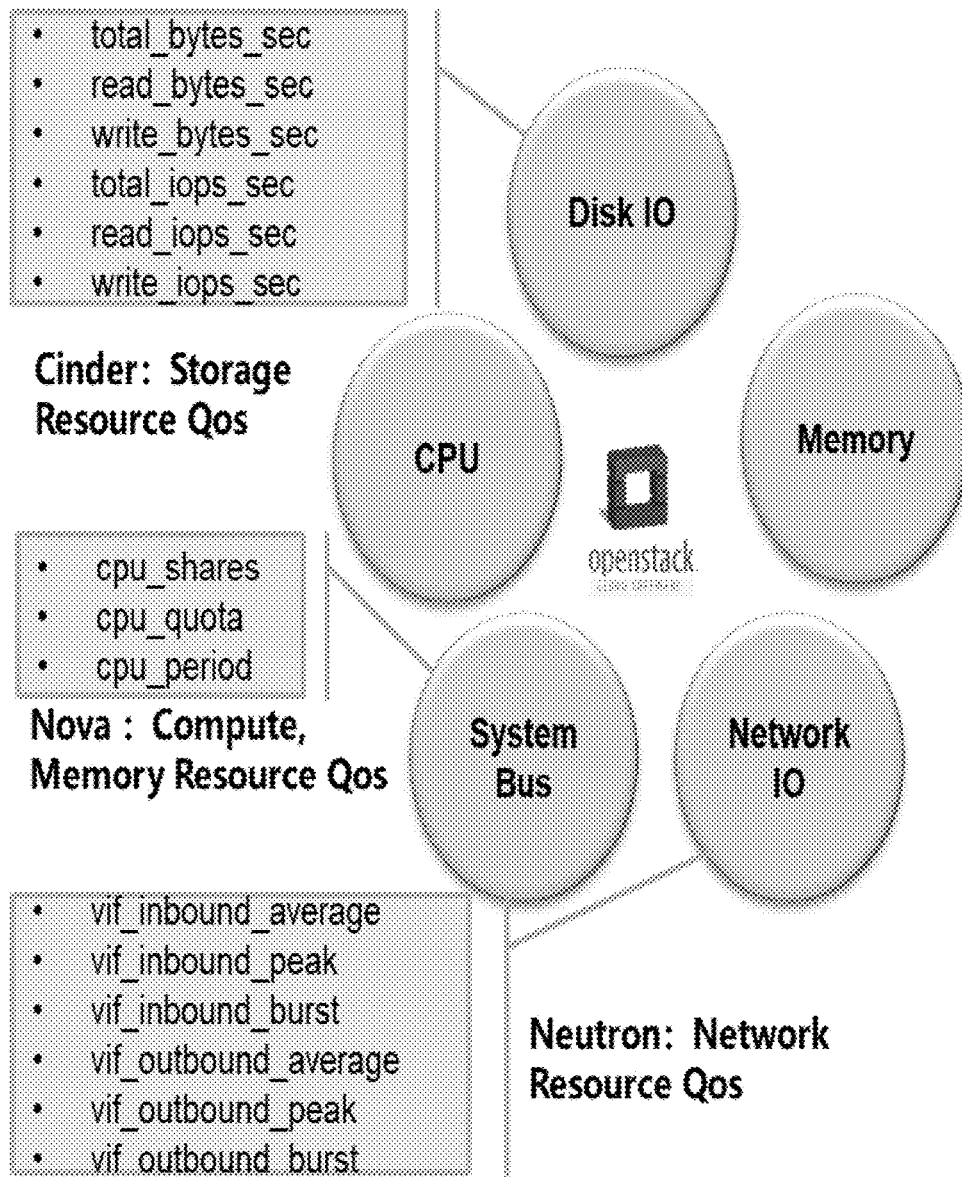 • total_bytes_sec
• read_bytes_sec
• write_bytes_sec
• total_iops_sec
• read_iops_sec
• write_iops_sec
Disk IO
Cinder: Storage
Resource Qos
CPU
Memory
openstack
• cpu_shares
• cpu_quota
• cpu_period
Nova : Compute,
Memory Resource Qos
System
Bus
Network
IO
• vif_inbound_average
• vif_inbound_peak
• vif_inbound_burst
• vif_outbound_average
• vif_outbound_peak
• vif_outbound_burst
Neutron: Network
Resource Qos